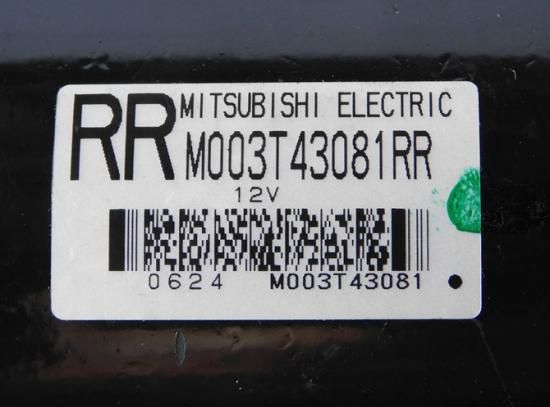 RR MITSUBISHI ELECTRIC
M003T43081RR
12V
0624 M003T43081